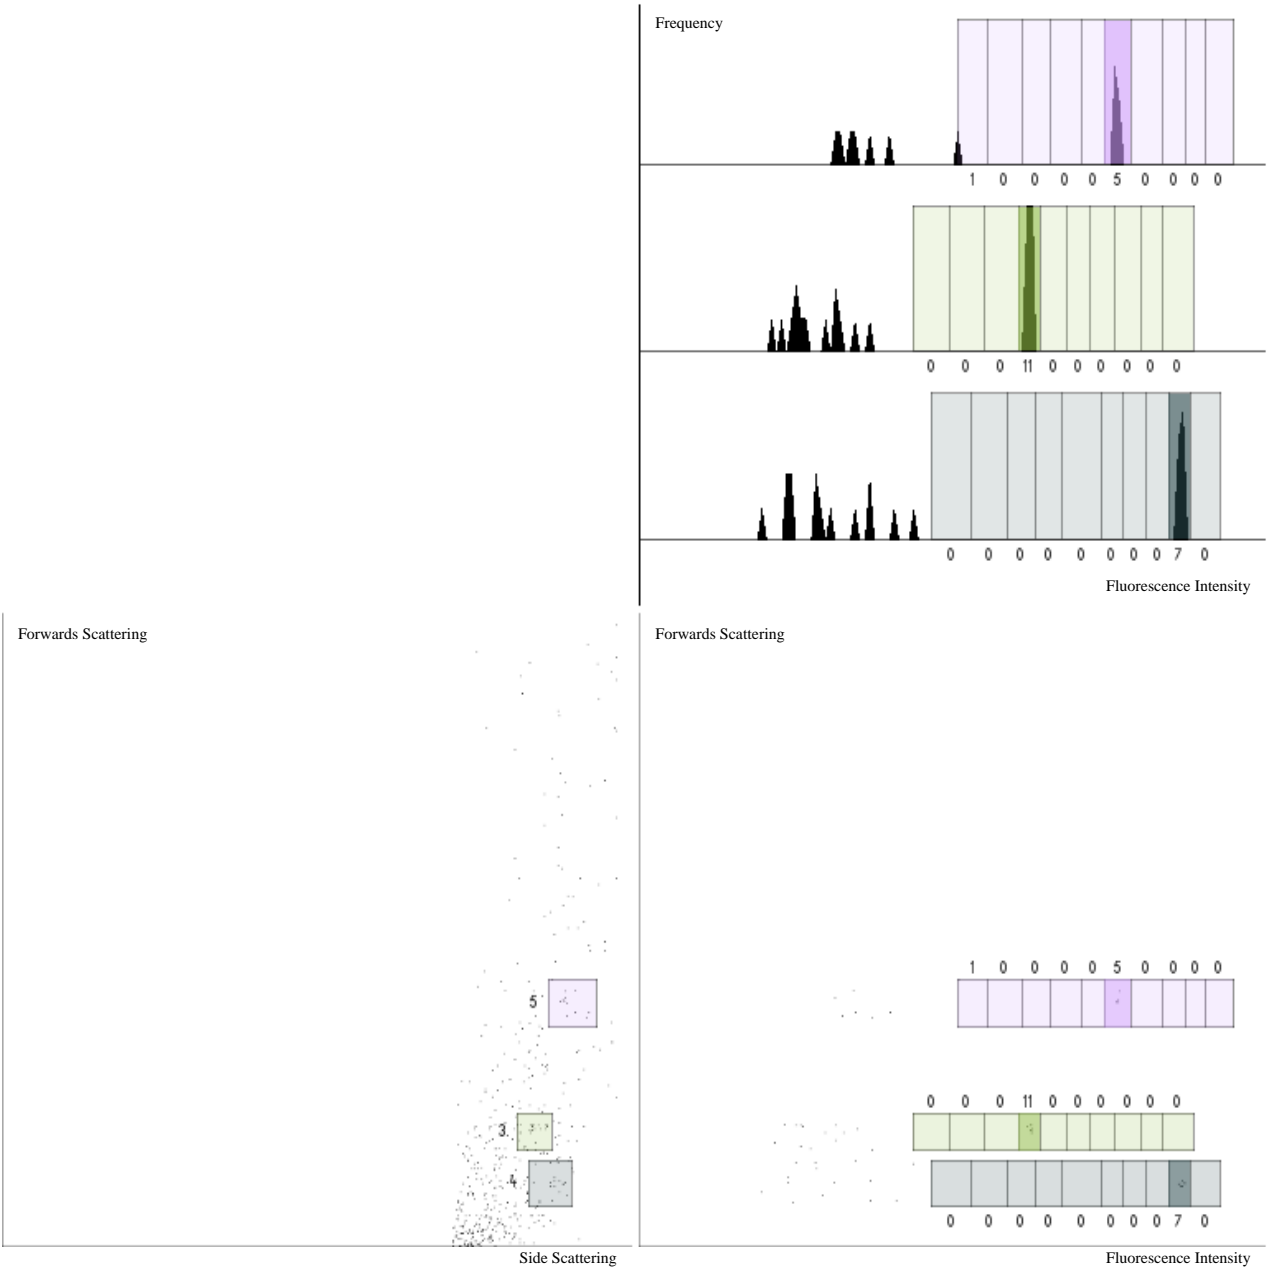 Frequency
1 0 0 0 0 5 0 0 0 0
0 0 0 11 0 0 0 0 0 0
0 0 0 0 0 0 0 0 7 0
Fluorescence Intensity
Forwards Scattering
5
3
4
Side Scattering
Forwards Scattering
1 0 0 0 0 5 0 0 0 0
0 0 0 11 0 0 0 0 0 0
0 0 0 0 0 0 0 0 7 0
Fluorescence Intensity